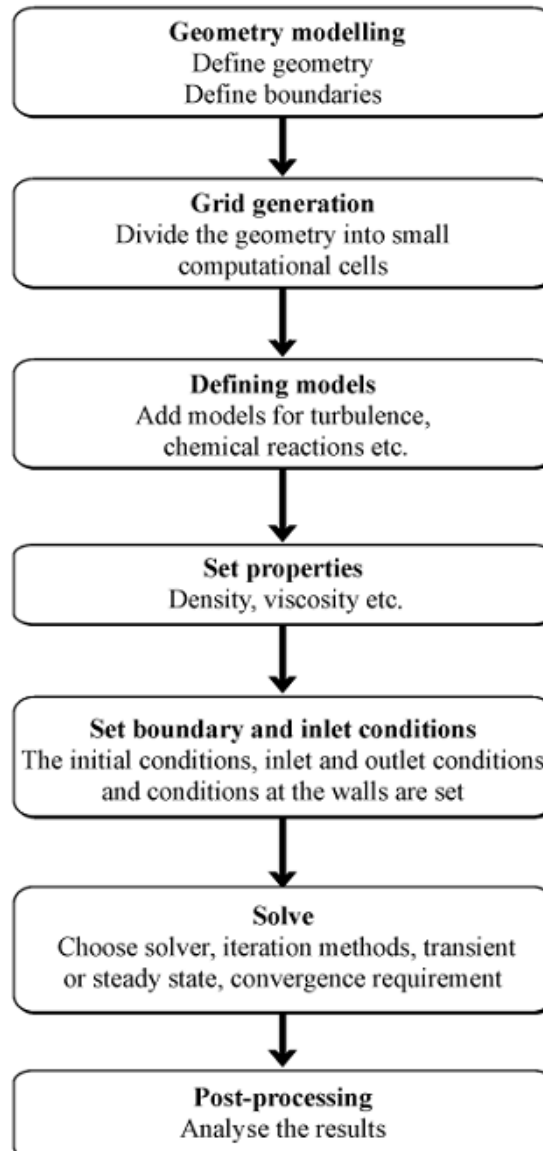 Geometry modelling
Define geometry
Define boundaries
Grid generation
Divide the geometry into small
computational cells
Defining models
Add models for turbulence,
chemical reactions etc.
Set properties
Density, viscosity etc.
Set boundary and inlet conditions
The initial conditions, inlet and outlet conditions
and conditions at the walls are set
Solve
Choose solver, iteration methods, transient
or steady state, convergence requirement
Post-processing
Analyse the results